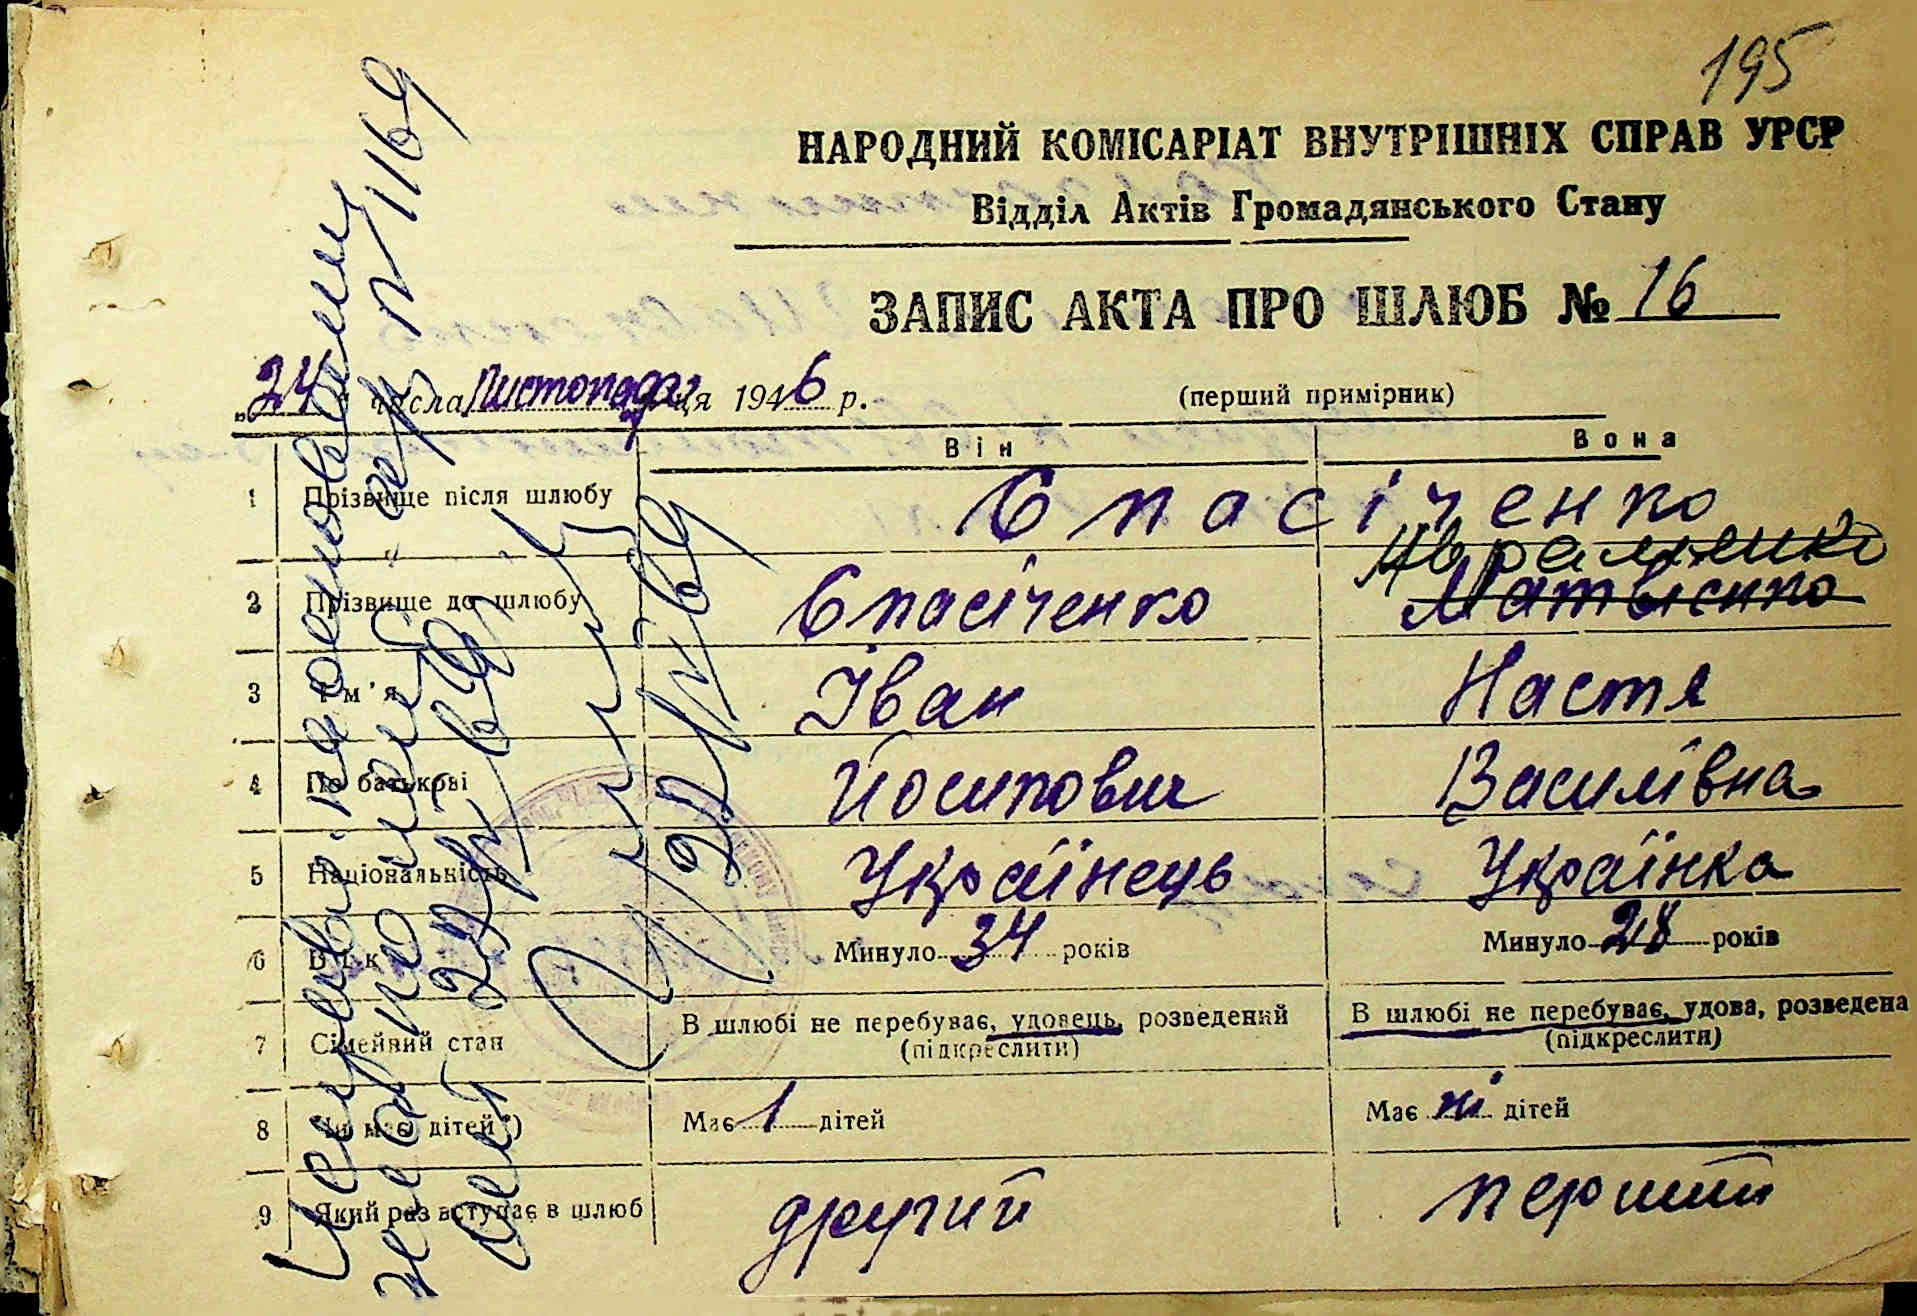 195
НАРОДНИЙ КОМІСАРІАТ ВНУТРІШНІХ СПРАВ УРСР
Відділ Актів Громадянського Стану
ЗАПИС АКТА ПРО ШЛЮБ № 16
„24 числа Листопада місяця 1946 р. (перший примірник)
Він Вона
1 Прізвище після шлюбу Спасіченко
Авраменко
2 Прізвище до шлюбу Спасіченко Матвієнко
3 Ім'я Іван Настя
4 По батькові Йосипович Василівна
5 Національність Українець Українка
6 Вік Минуло 34 років Минуло 28 років
7 Сімейний стан В шлюбі не перебуває, удовець, розведений В шлюбі не перебуває, удова, розведена
(підкреслити) (підкреслити)
8 Чи має дітей) Має 1 дітей Має ні дітей
9 Який раз вступає в шлюб другий перший